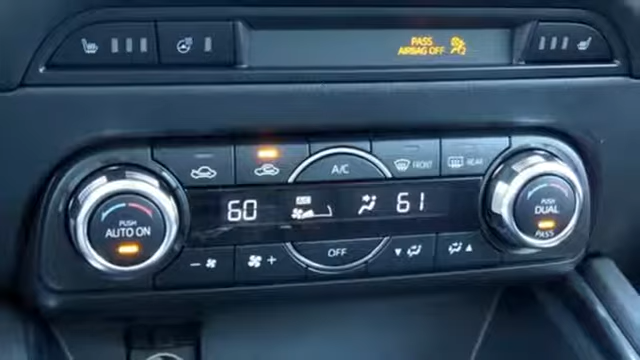 PASS
AIRBAG OFF
A/C
FRONT
REAR
PUSH
AUTO ON
60
A/C
61
PUSH
DUAL
PASS
- +
OFF